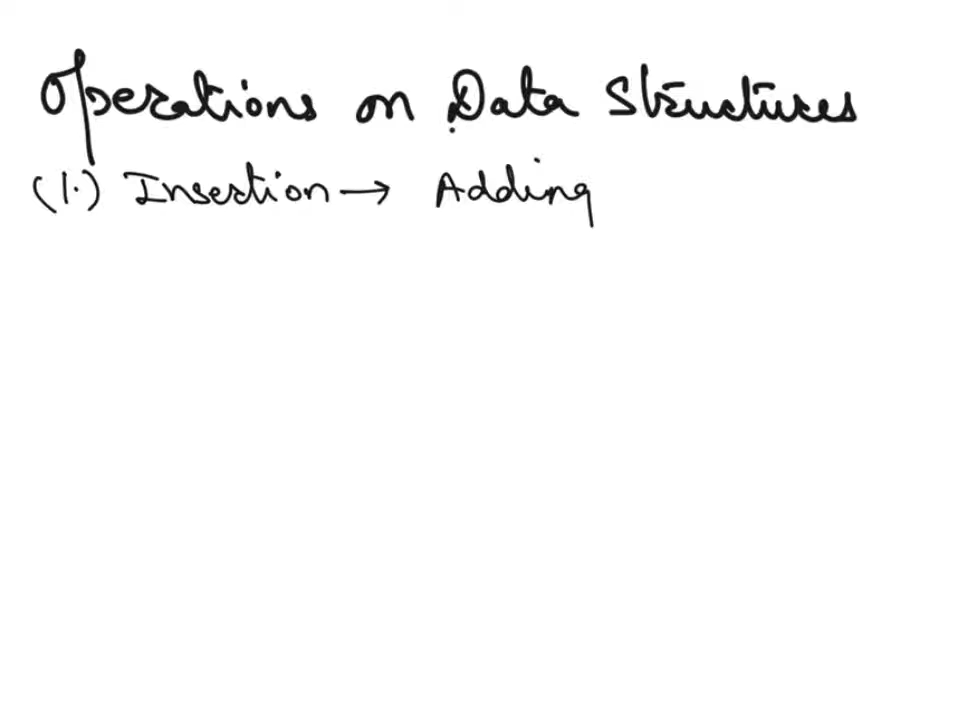 Operations on Data Structures
(1.) Insertion → Adding